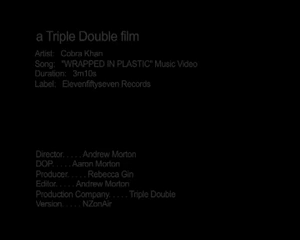 a Triple Double film
Artist: Cobra Khan
Song: "WRAPPED IN PLASTIC" Music Video
Duration: 3m10s
Label: Elevenfiftyseven Records
Director. . . . . Andrew Morton
DOP. . . . . Aaron Morton
Producer. . . . . Rebecca Gin
Editor. . . . . Andrew Morton
Production Company. . . . . Triple Double
Version. . . . . NZonAir